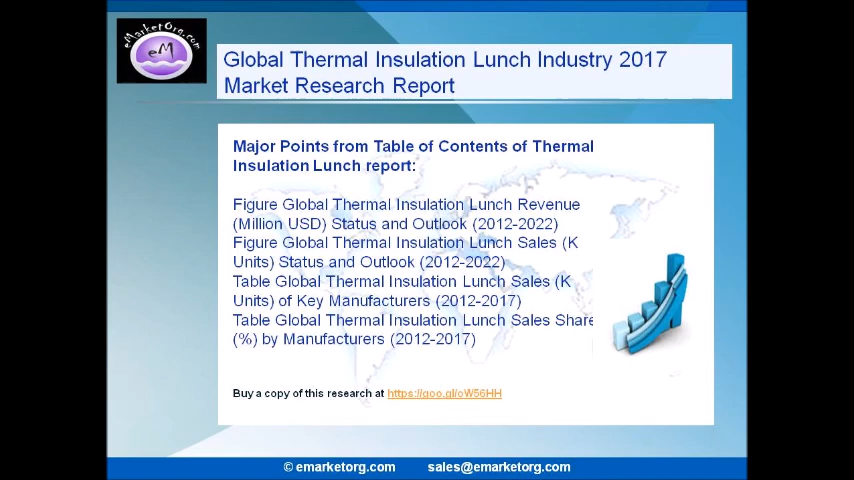 eMarketOrg.com
eM
Global Thermal Insulation Lunch Industry 2017
Market Research Report
Major Points from Table of Contents of Thermal
Insulation Lunch report:
Figure Global Thermal Insulation Lunch Revenue
(Million USD) Status and Outlook (2012-2022)
Figure Global Thermal Insulation Lunch Sales (K
Units) Status and Outlook (2012-2022)
Table Global Thermal Insulation Lunch Sales (K
Units) of Key Manufacturers (2012-2017)
Table Global Thermal Insulation Lunch Sales Share
(%) by Manufacturers (2012-2017)
Buy a copy of this research at https://goo.gl/oW56HH
© emarketorg.com sales@emarketorg.com